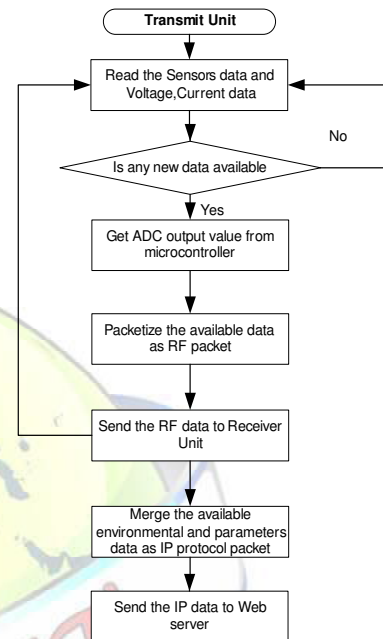 Transmit Unit
Read the Sensors data and
Voltage,Current data
No
Is any new data available
Yes
Get ADC output value from
microcontroller
Packetize the available data
as RF packet
Send the RF data to Receiver
Unit
Merge the available
environmental and parameters
data as IP protocol packet
Send the IP data to Web
server